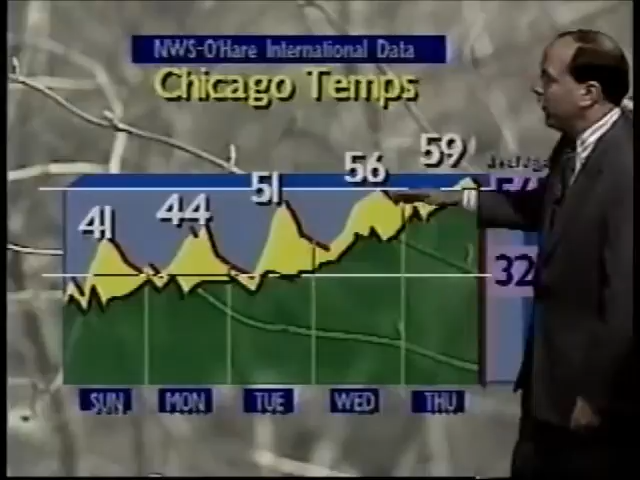 NWS-O'Hare International Data
Chicago Temps
41 44 51 56 59
32
SUN MON TUE WED THU